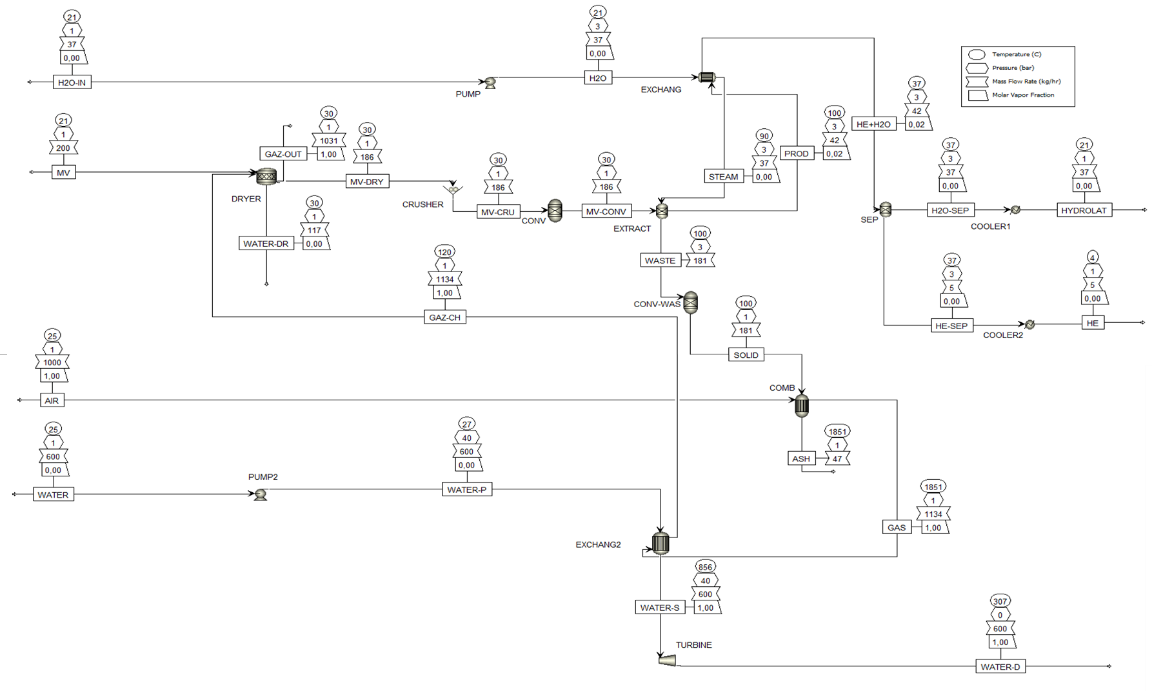 21
1
37
0,00
H2O-IN
PUMP
21
3
37
0,00
H2O
EXCHANG
Temperature (C)
Pressure (bar)
Mass Flow Rate (kg/hr)
Molar Vapor Fraction
21
1
200
MV
DRYER
30
1
1031
1,00
GAZ-OUT
30
1
186
MV-DRY
30
1
117
0,00
WATER-DR
CRUSHER
30
1
186
MV-CRU
CONV
30
1
186
MV-CONV
EXTRACT
90
3
37
0,00
STEAM
100
3
42
0,02
PROD
37
3
42
0,02
HE+H2O
SEP
37
3
37
0,00
H2O-SEP
COOLER1
21
1
37
0,00
HYDROLAT
37
3
5
0,00
HE-SEP
COOLER2
4
1
5
0,00
HE
100
3
181
WASTE
CONV-WAS
100
1
181
SOLID
120
1
1134
1,00
GAZ-CH
25
1
1000
1,00
AIR
COMB
1851
1
47
ASH
25
1
600
0,00
WATER
PUMP2
27
40
600
0,00
WATER-P
EXCHANG2
1851
1
1134
1,00
GAS
856
40
600
1,00
WATER-S
TURBINE
307
0
600
1,00
WATER-D